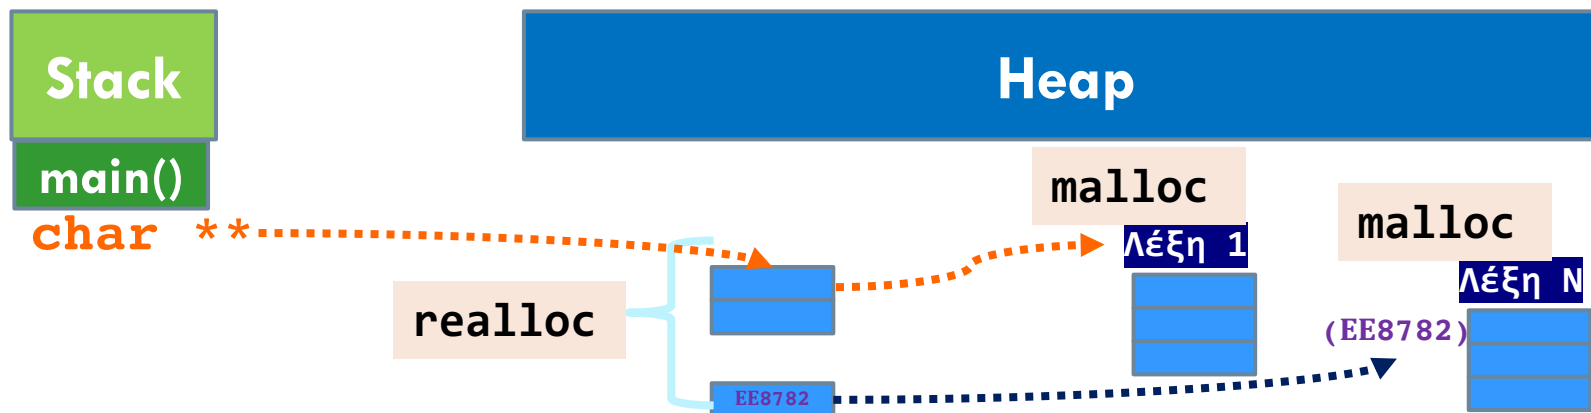 Stack
Heap
main()
malloc
malloc
char **
Λέξη 1
Λέξη N
realloc
(EE8782)
EE8782